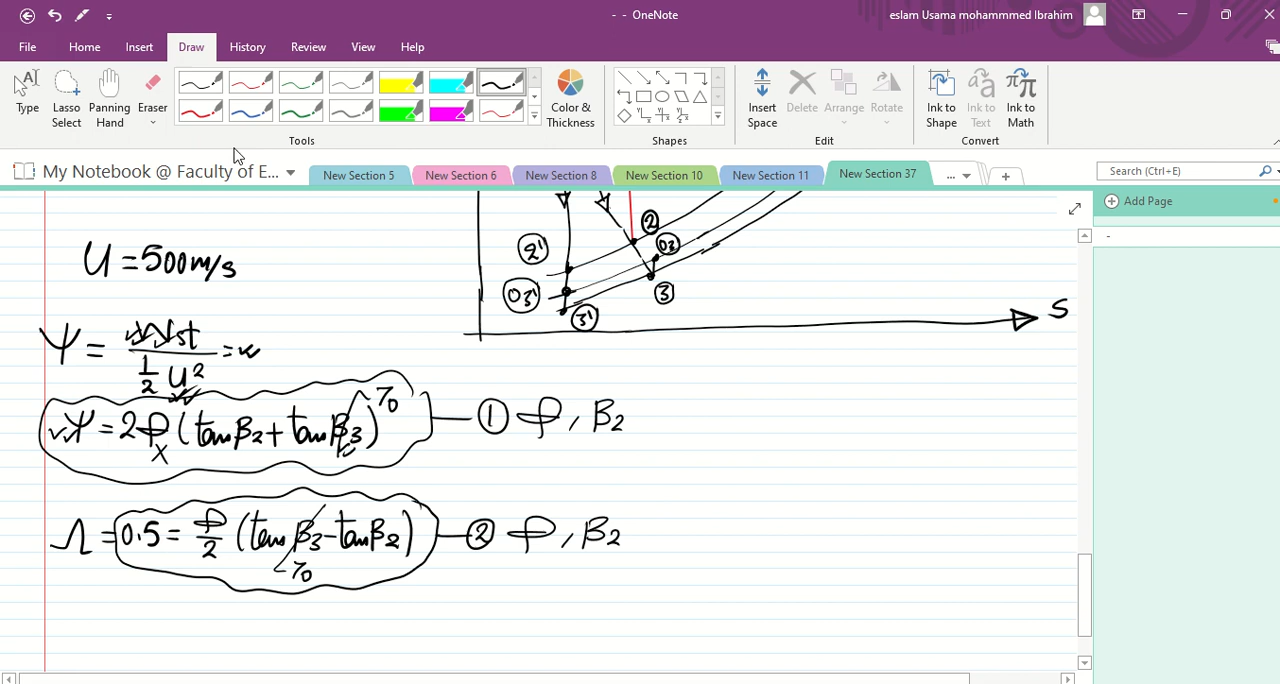 - - OneNote
eslam Usama mohammmed Ibrahim
File Home Insert Draw History Review View Help
Type
Lasso Select
Panning Hand
Eraser
Color & Thickness
Insert Space
Delete
Arrange
Rotate
Ink to Shape
Ink to Text
Ink to Math
Tools
Shapes
Edit
Convert
My Notebook @ Faculty of E...
New Section 5
New Section 6
New Section 8
New Section 10
New Section 11
New Section 37
...
Search (Ctrl+E)
Add Page
-
2
2'
03
03'
3
3'
S
U = 500 m/s
Ψ = st / ½ U² =
Ψ = 2φ (tan β2 + tan β3) 70 — ① φ, β2
Λ = 0.5 = φ/2 (tan β3 - tan β2) 70 — ② φ, β2